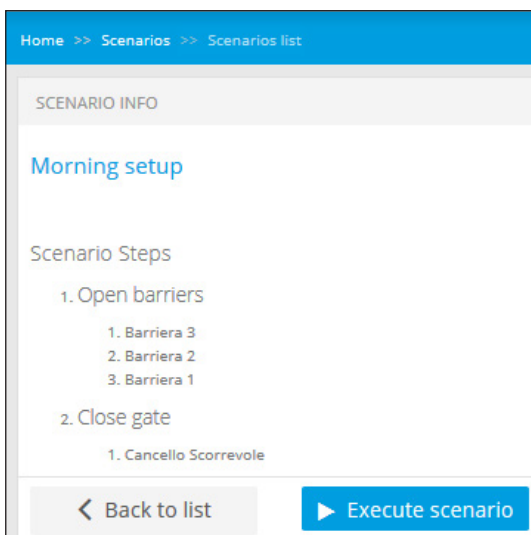 Home >> Scenarios >> Scenarios list
SCENARIO INFO
Morning setup
Scenario Steps
1. Open barriers
1. Barriera 3
2. Barriera 2
3. Barriera 1
2. Close gate
1. Cancello Scorrevole
Back to list
Execute scenario